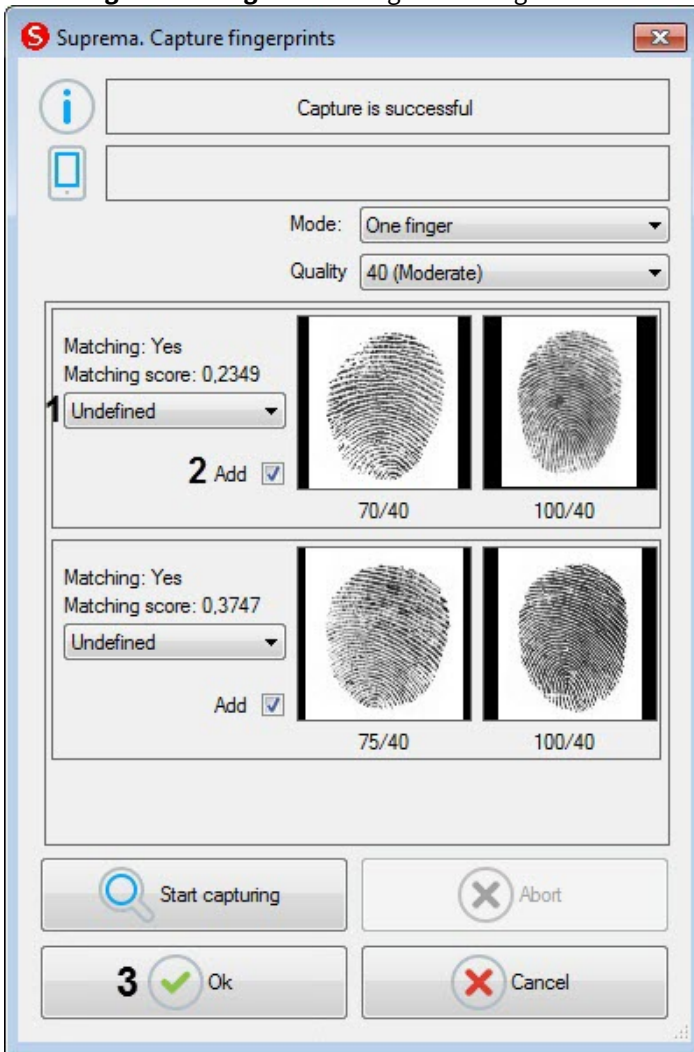 Suprema. Capture fingerprints
Capture is successful
Mode: One finger
Quality 40 (Moderate)
Matching: Yes
Matching score: 0,2349
1 Undefined
2 Add
70/40 100/40
Matching: Yes
Matching score: 0,3747
Undefined
Add
75/40 100/40
Start capturing Abort
3 Ok Cancel